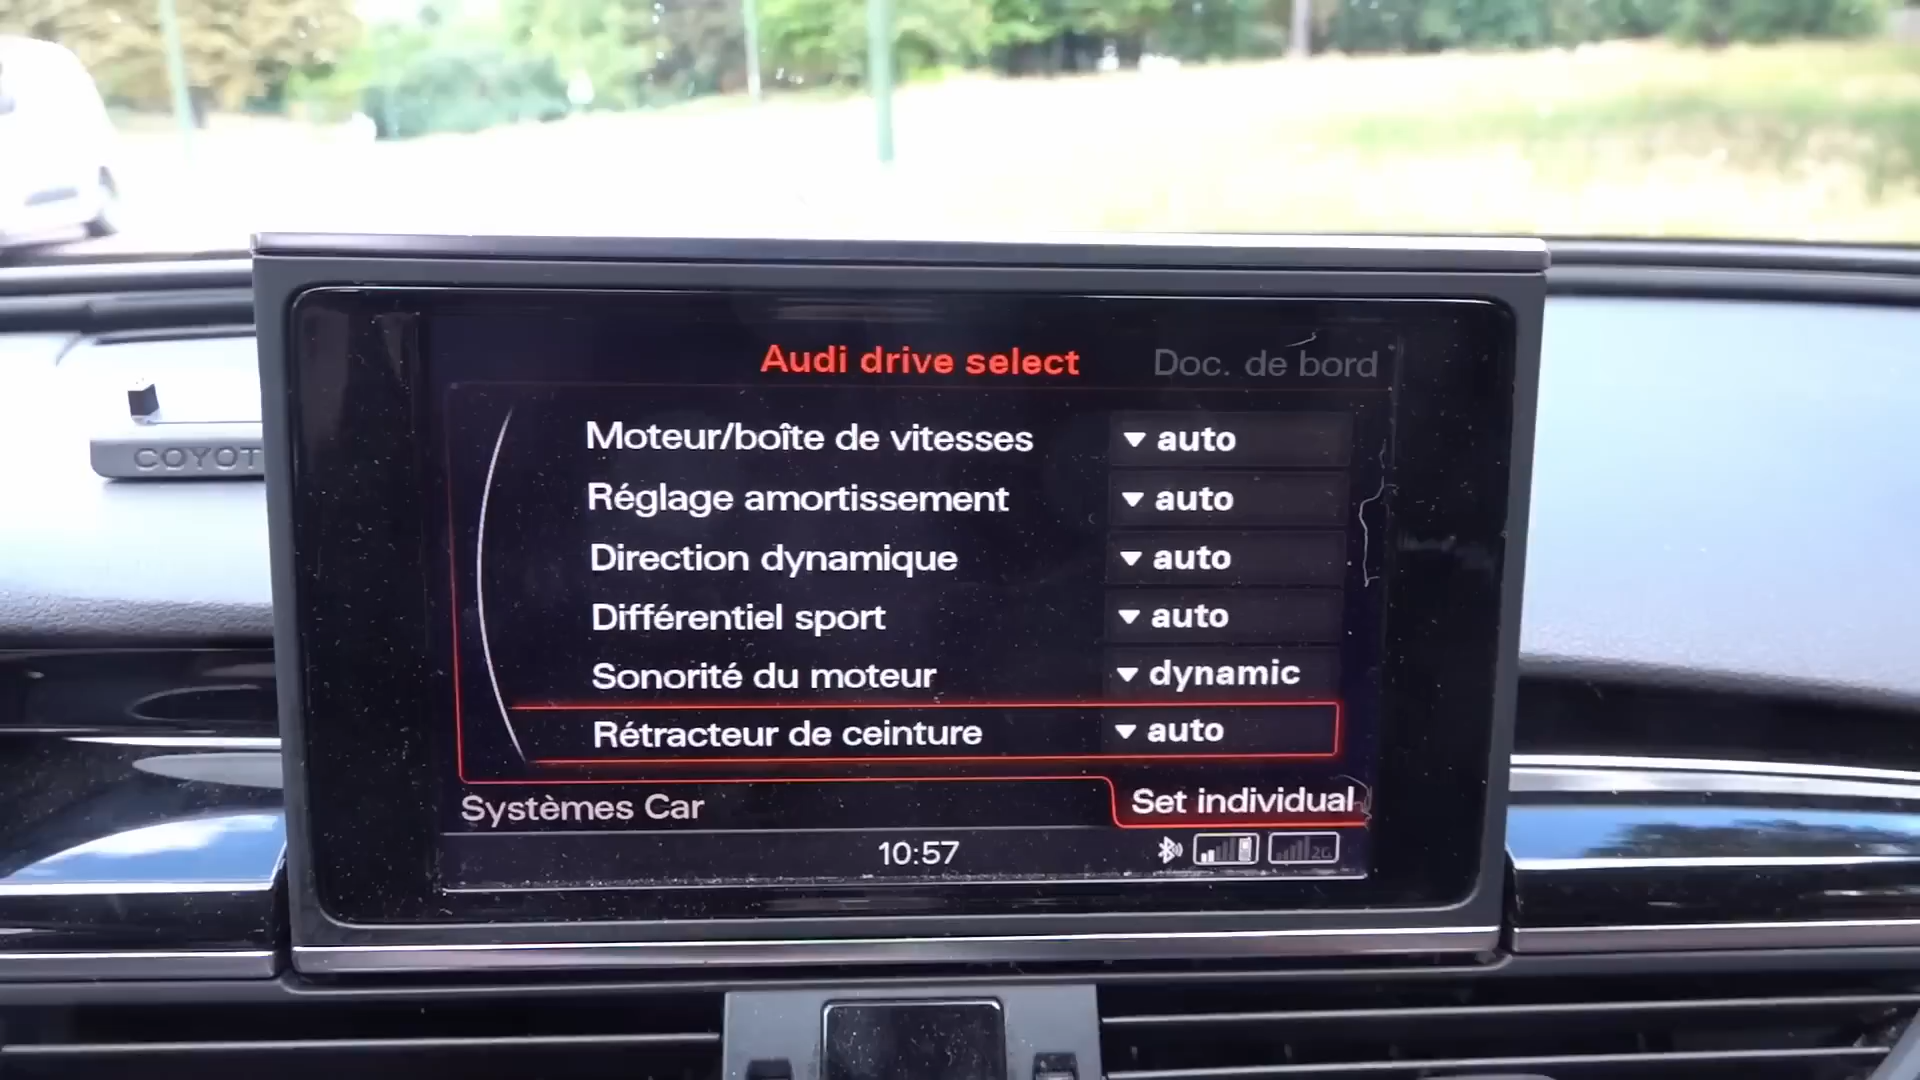 Audi drive select
Doc. de bord
Moteur/boîte de vitesses
auto
Réglage amortissement
auto
Direction dynamique
auto
Différentiel sport
auto
Sonorité du moteur
dynamic
Rétracteur de ceinture
auto
Systèmes Car
Set individual
10:57
2G
COYOT